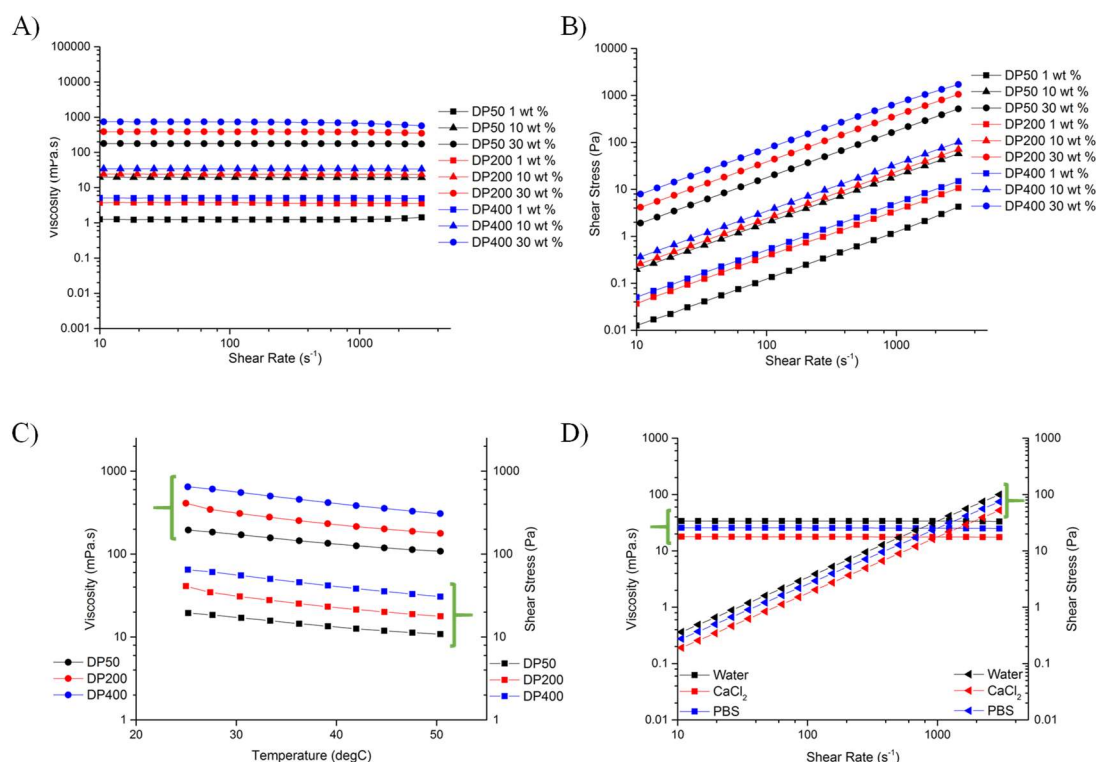 A)
100000
10000
1000
100
10
1
0.1
0.01
0.001
Viscosity (mPa.s)
10 100 1000
Shear Rate (s⁻¹)
DP50 1 wt %
DP50 10 wt %
DP50 30 wt %
DP200 1 wt %
DP200 10 wt %
DP200 30 wt %
DP400 1 wt %
DP400 10 wt %
DP400 30 wt %
B)
10000
1000
100
10
1
0.1
0.01
Shear Stress (Pa)
10 100 1000
Shear Rate (s⁻¹)
DP50 1 wt %
DP50 10 wt %
DP50 30 wt %
DP200 1 wt %
DP200 10 wt %
DP200 30 wt %
DP400 1 wt %
DP400 10 wt %
DP400 30 wt %
C)
1000
100
10
1
Viscosity (mPa.s)
1000
100
10
1
Shear Stress (Pa)
DP50
DP200
DP400
DP50
DP200
DP400
20 30 40 50
Temperature (degC)
D)
1000
100
10
1
0.1
0.01
Viscosity (mPa.s)
1000
100
10
1
0.1
0.01
Shear Stress (Pa)
Water
CaCl₂
PBS
Water
CaCl₂
PBS
10 100 1000
Shear Rate (s⁻¹)